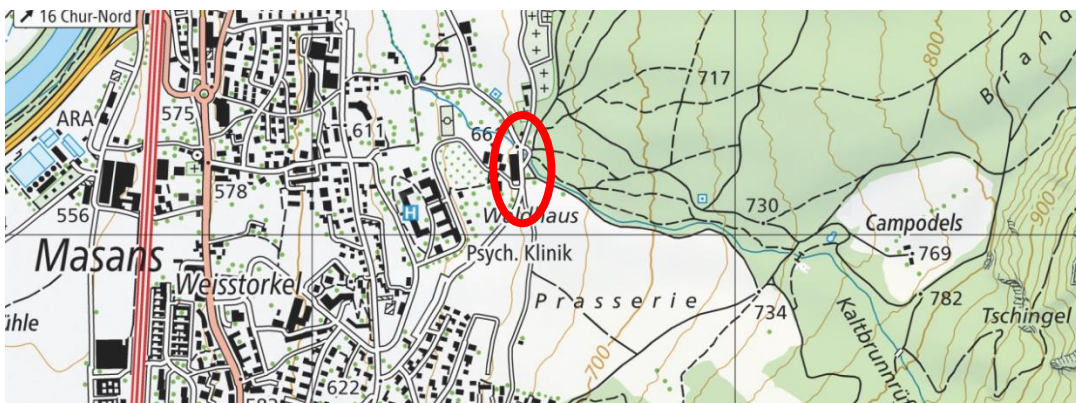 16 Chur-Nord
717
800
Brand
ARA
575
611
66
578
556
H
Waldhaus
730
Campodels
769
Masans
Psych. Klinik
Weisstorkel
Prasserie
900
782
Tschingel
734
700
622